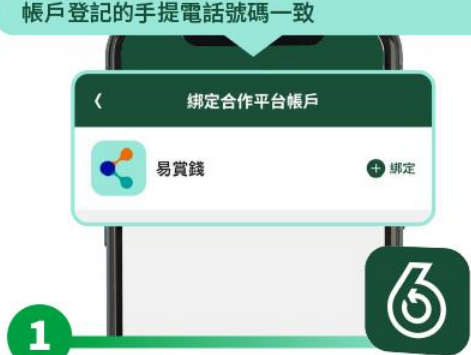 帳戶登記的手提電話號碼一致
綁定合作平台帳戶
易賞錢
綁定
1